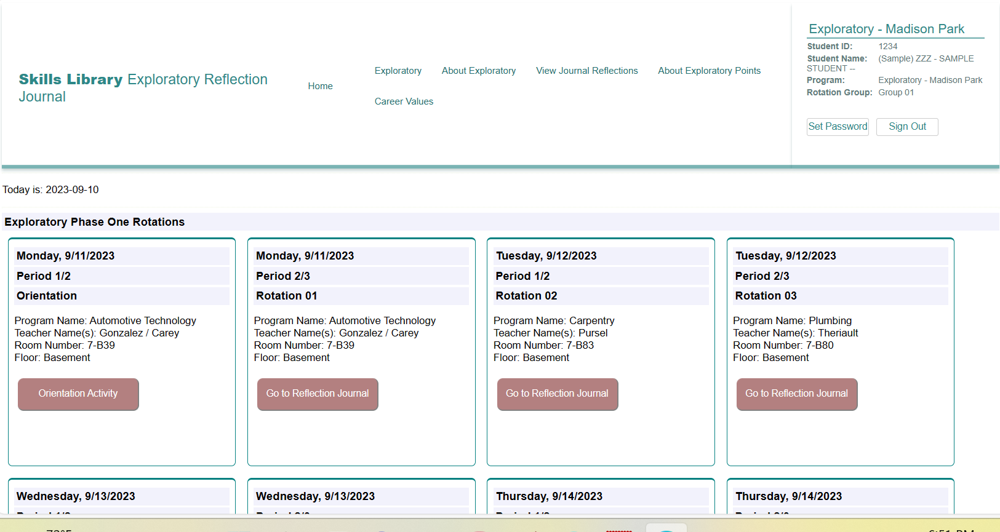 Skills Library Exploratory Reflection
Journal
Home
Exploratory
About Exploratory
View Journal Reflections
About Exploratory Points
Career Values
Exploratory - Madison Park
Student ID: 1234
Student Name: (Sample) ZZZ - SAMPLE
STUDENT --
Program: Exploratory - Madison Park
Rotation Group: Group 01
Set Password
Sign Out
Today is: 2023-09-10
Exploratory Phase One Rotations
Monday, 9/11/2023
Period 1/2
Orientation
Program Name: Automotive Technology
Teacher Name(s): Gonzalez / Carey
Room Number: 7-B39
Floor: Basement
Orientation Activity
Monday, 9/11/2023
Period 2/3
Rotation 01
Program Name: Automotive Technology
Teacher Name(s): Gonzalez / Carey
Room Number: 7-B39
Floor: Basement
Go to Reflection Journal
Tuesday, 9/12/2023
Period 1/2
Rotation 02
Program Name: Carpentry
Teacher Name(s): Pursel
Room Number: 7-B83
Floor: Basement
Go to Reflection Journal
Tuesday, 9/12/2023
Period 2/3
Rotation 03
Program Name: Plumbing
Teacher Name(s): Theriault
Room Number: 7-B80
Floor: Basement
Go to Reflection Journal
Wednesday, 9/13/2023
Wednesday, 9/13/2023
Thursday, 9/14/2023
Thursday, 9/14/2023